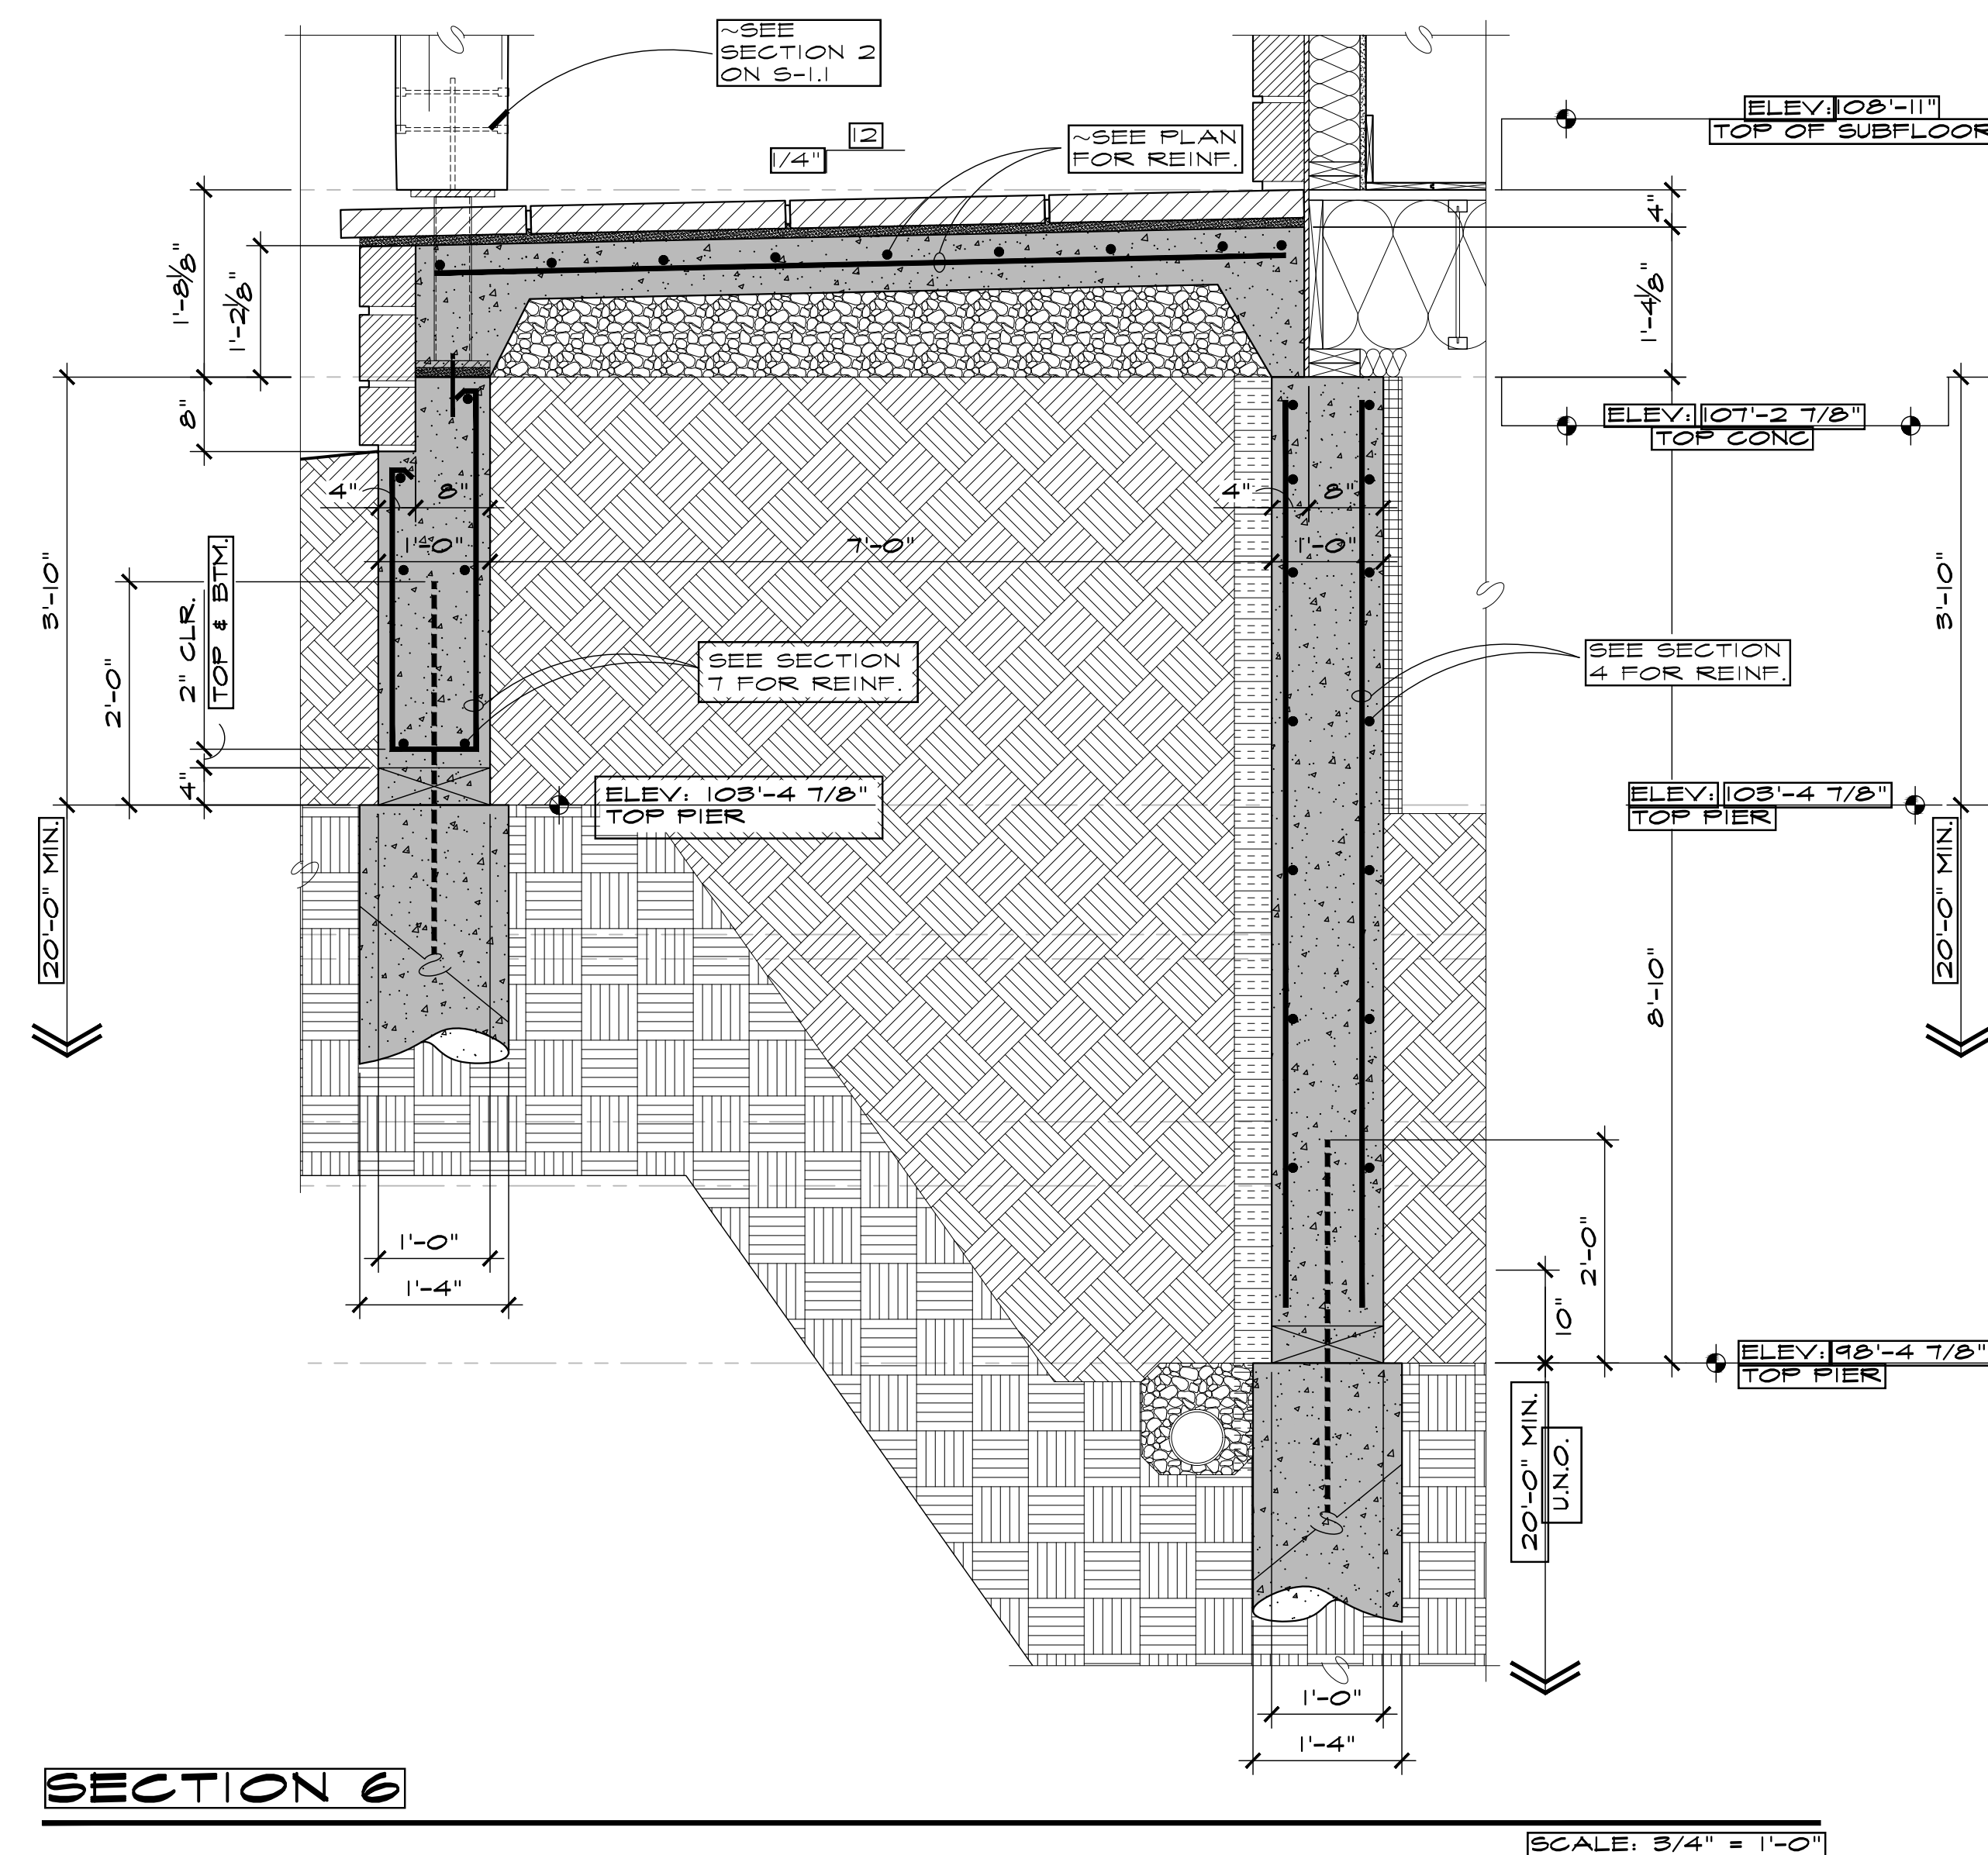 ~SEE
SECTION 2
ON S-1.1
12
1/4"
~SEE PLAN
FOR REINF.
ELEV: 108'-11"
TOP OF SUBFLOOR
4"
1'-8 1/8"
1'-2 1/8"
1'-4 7/8"
8"
ELEV: 107'-2 7/8"
TOP CONC
4"
8"
4"
8"
1'-0"
7'-0"
1'-0"
3'-10"
2'-0"
2" CLR.
TOP & BTM.
4"
3'-10"
SEE SECTION
7 FOR REINF.
SEE SECTION
4 FOR REINF.
ELEV: 103'-4 7/8"
TOP PIER
ELEV: 103'-4 7/8"
TOP PIER
20'-0" MIN.
20'-0" MIN.
8'-10"
2'-0"
10"
1'-0"
1'-4"
ELEV: 98'-4 7/8"
TOP PIER
20'-0" MIN.
U.N.O.
1'-0"
1'-4"
SECTION 6
SCALE: 3/4" = 1'-0"